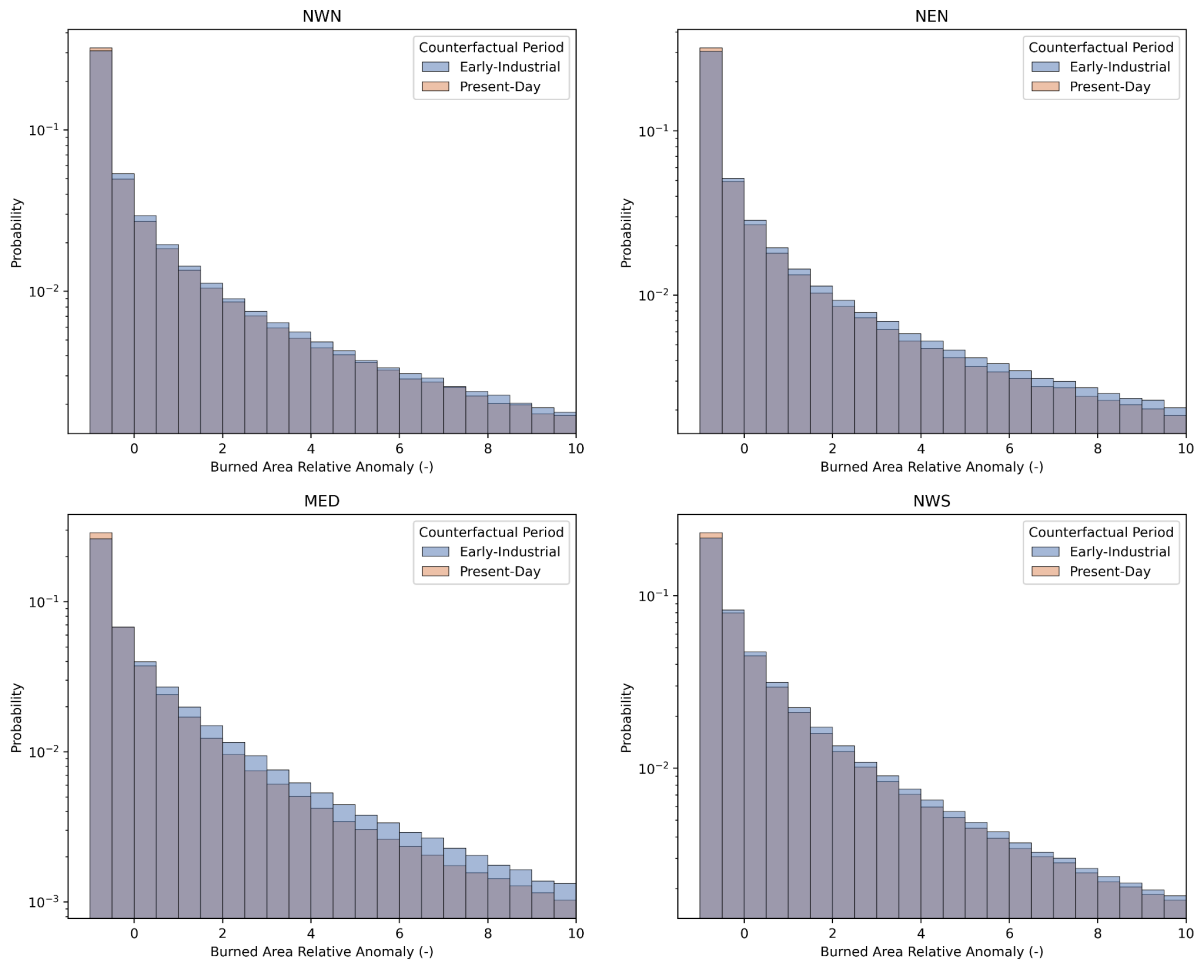 NWN
Counterfactual Period
Early-Industrial
Present-Day
10⁻¹
10⁻²
Probability
0 2 4 6 8 10
Burned Area Relative Anomaly (-)
NEN
Counterfactual Period
Early-Industrial
Present-Day
10⁻¹
10⁻²
Probability
0 2 4 6 8 10
Burned Area Relative Anomaly (-)
MED
Counterfactual Period
Early-Industrial
Present-Day
10⁻¹
10⁻²
10⁻³
Probability
0 2 4 6 8 10
Burned Area Relative Anomaly (-)
NWS
Counterfactual Period
Early-Industrial
Present-Day
10⁻¹
10⁻²
Probability
0 2 4 6 8 10
Burned Area Relative Anomaly (-)